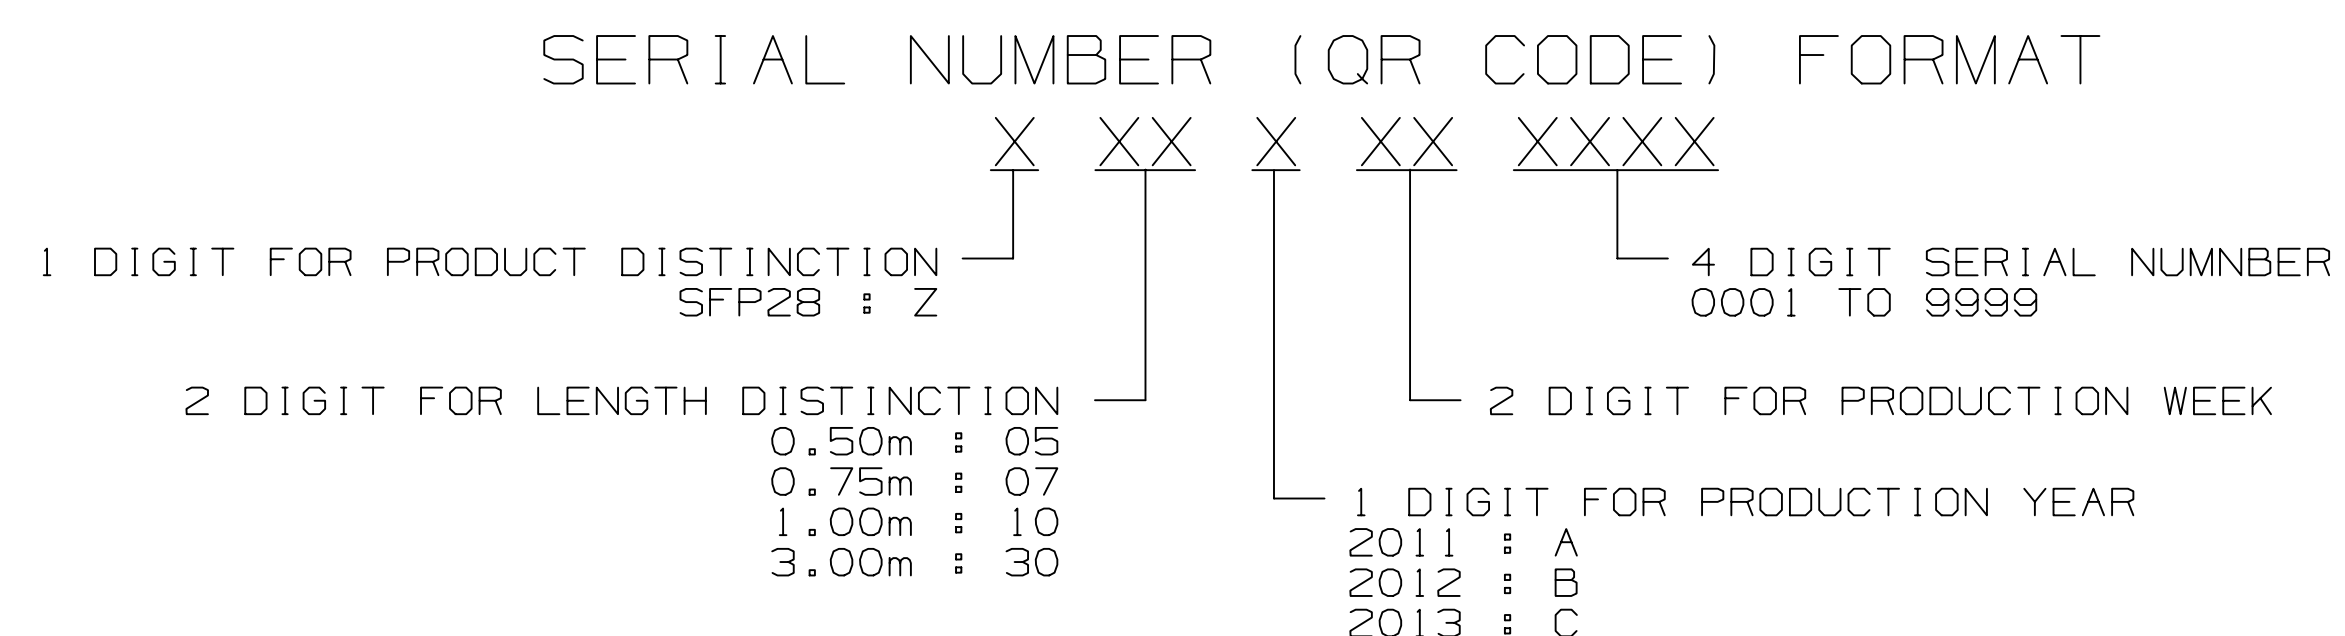 SERIAL NUMBER (QR CODE) FORMAT
X XX X XX XXXX
1 DIGIT FOR PRODUCT DISTINCTION
SFP28 : Z
4 DIGIT SERIAL NUMNBER
0001 TO 9999
2 DIGIT FOR LENGTH DISTINCTION
0.50m : 05
0.75m : 07
1.00m : 10
3.00m : 30
2 DIGIT FOR PRODUCTION WEEK
1 DIGIT FOR PRODUCTION YEAR
2011 : A
2012 : B
2013 : C